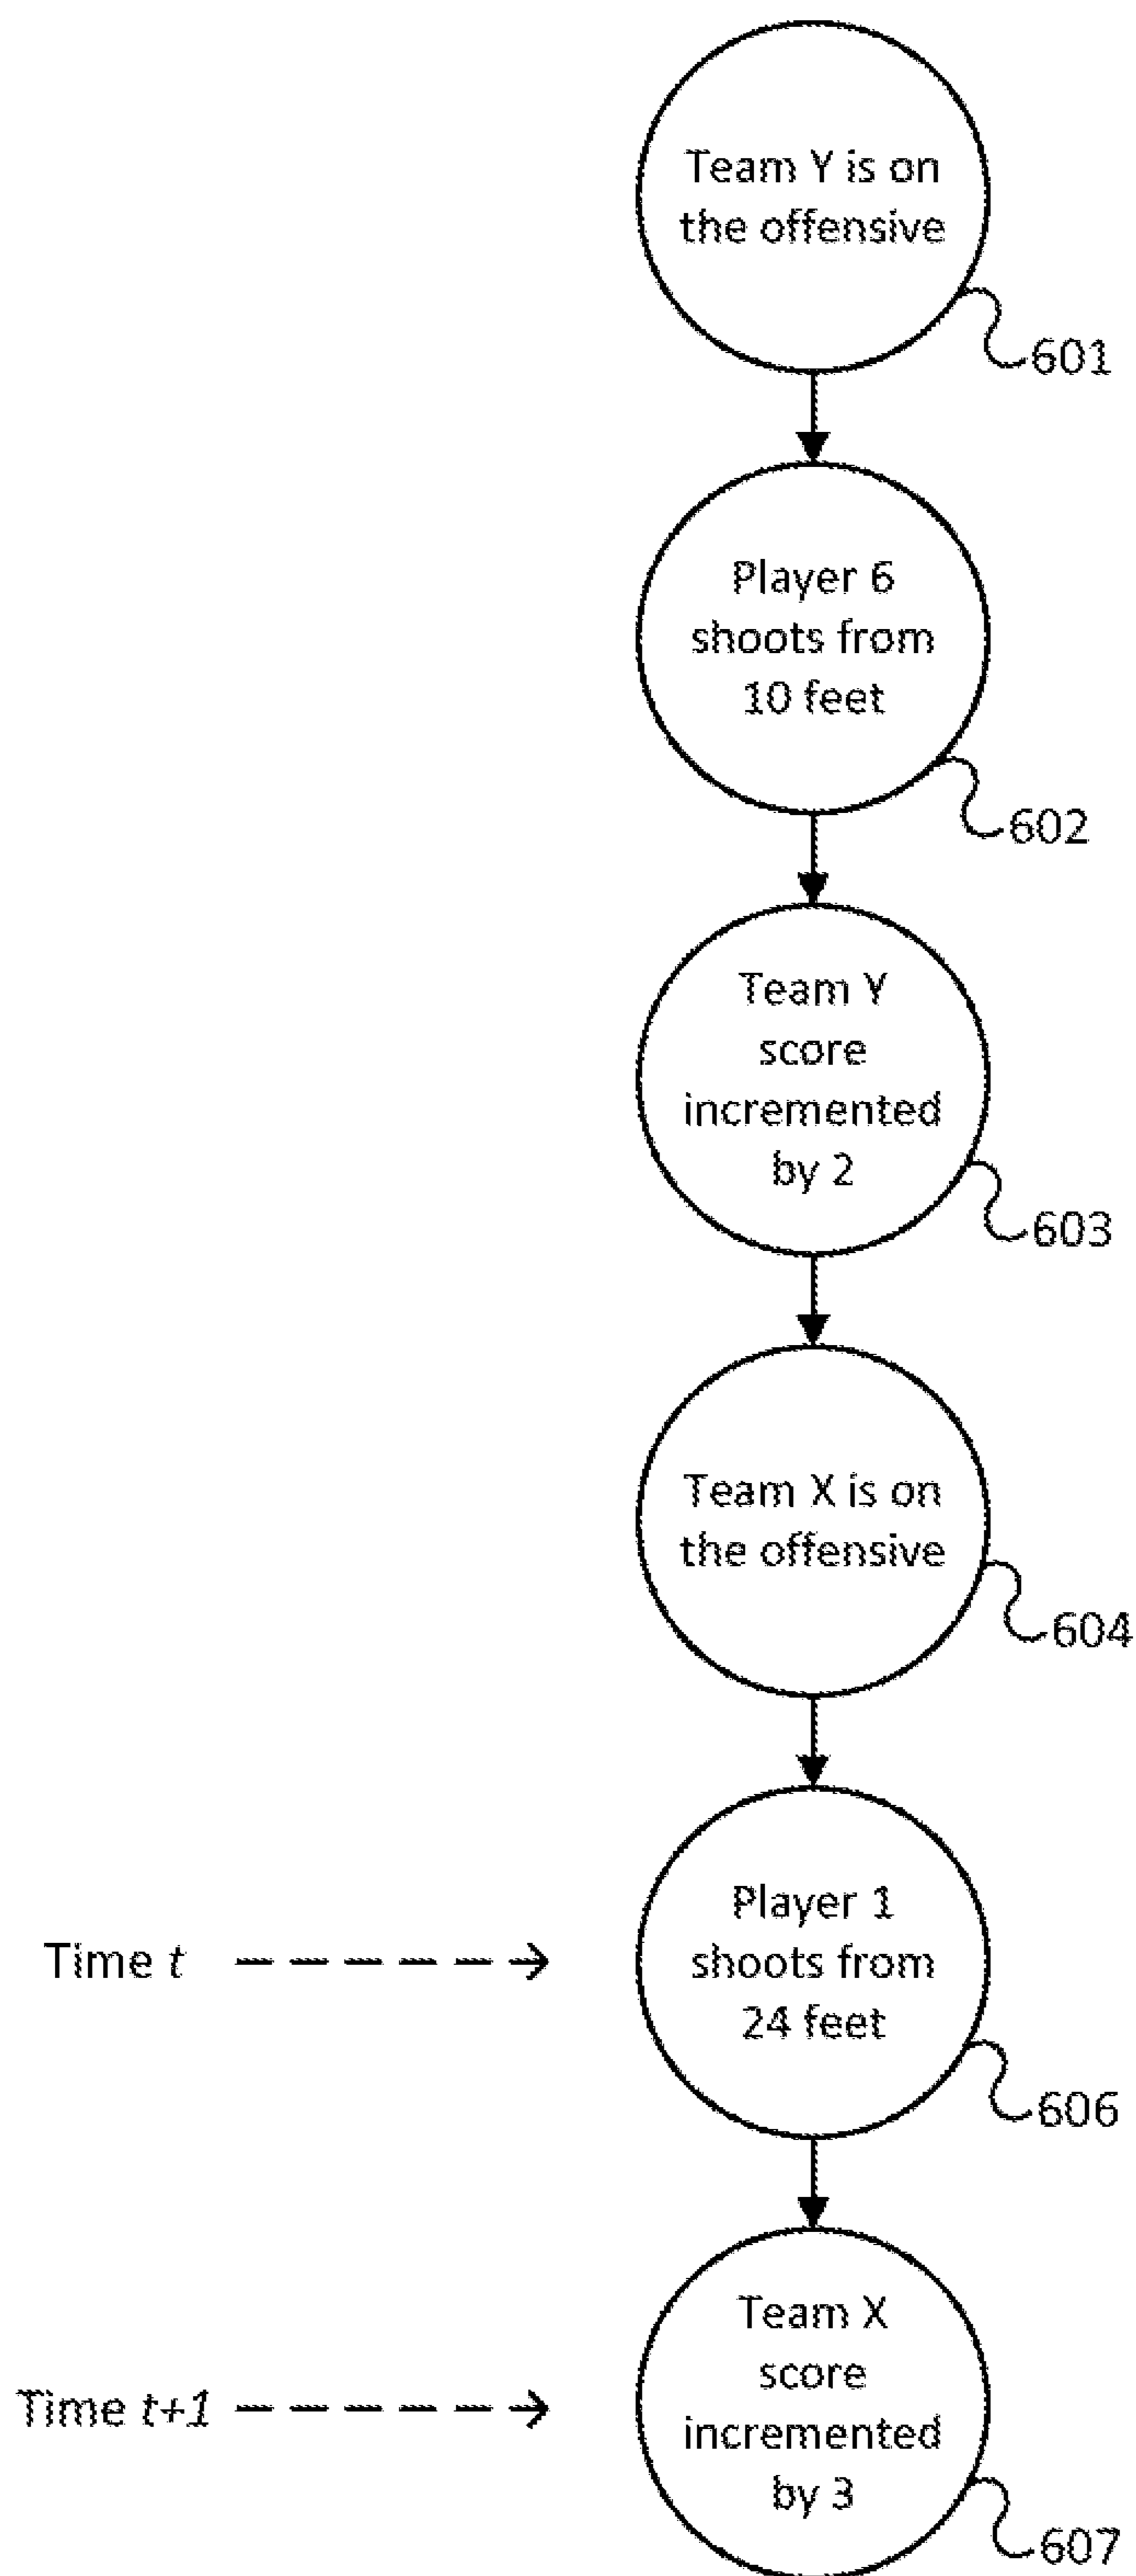 Team Y is on
the offensive
601
Player 6
shoots from
10 feet
602
Team Y
score
incremented
by 2
603
Team X is on
the offensive
604
Time t
Player 1
shoots from
24 feet
606
Time t+1
Team X
score
incremented
by 3
607